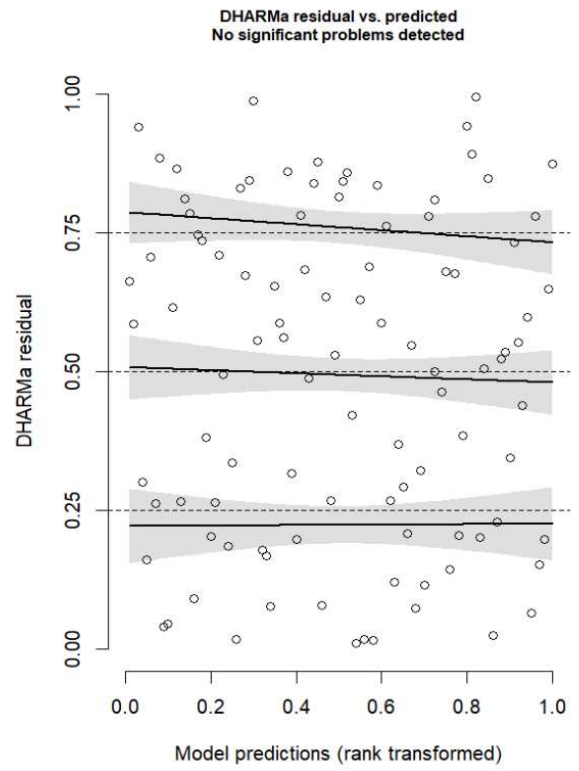 DHARMa residual vs. predicted
No significant problems detected
1.00
0.75
0.50
0.25
0.00
DHARMa residual
0.0 0.2 0.4 0.6 0.8 1.0
Model predictions (rank transformed)